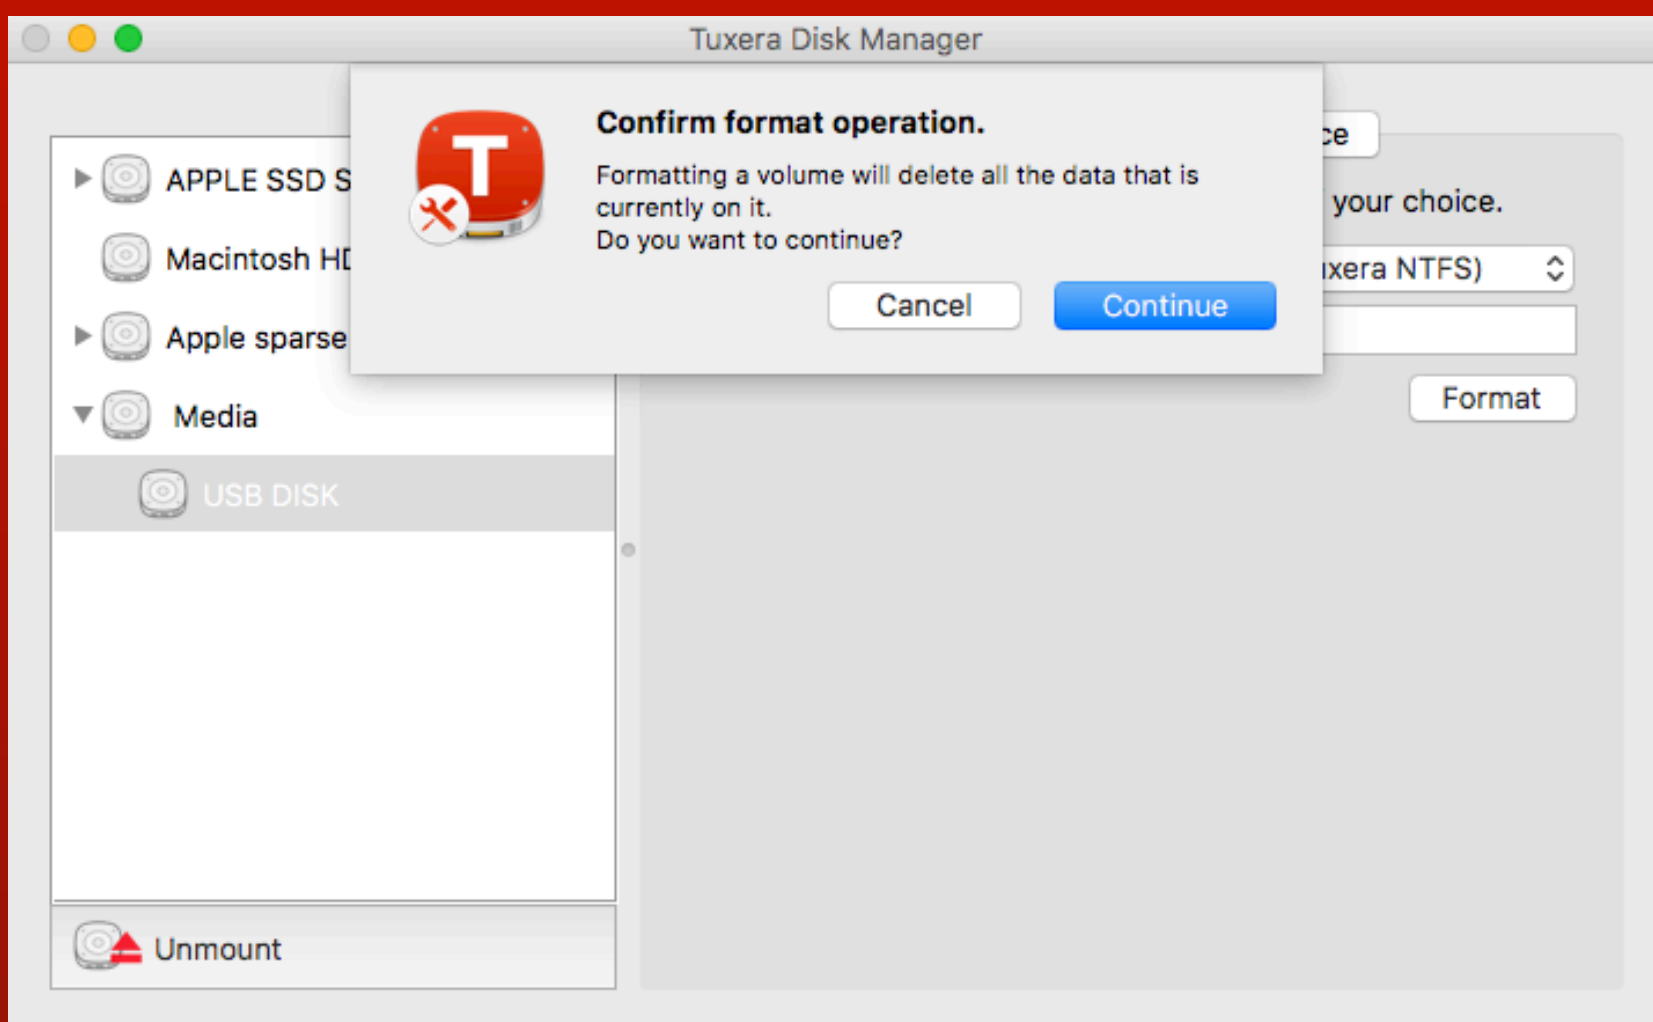 Tuxera Disk Manager
Confirm format operation.
Formatting a volume will delete all the data that is
currently on it.
Do you want to continue?
Cancel
Continue
APPLE SSD S
Macintosh HD
Apple sparse
Media
USB DISK
Unmount
ce
your choice.
uxera NTFS)
Format